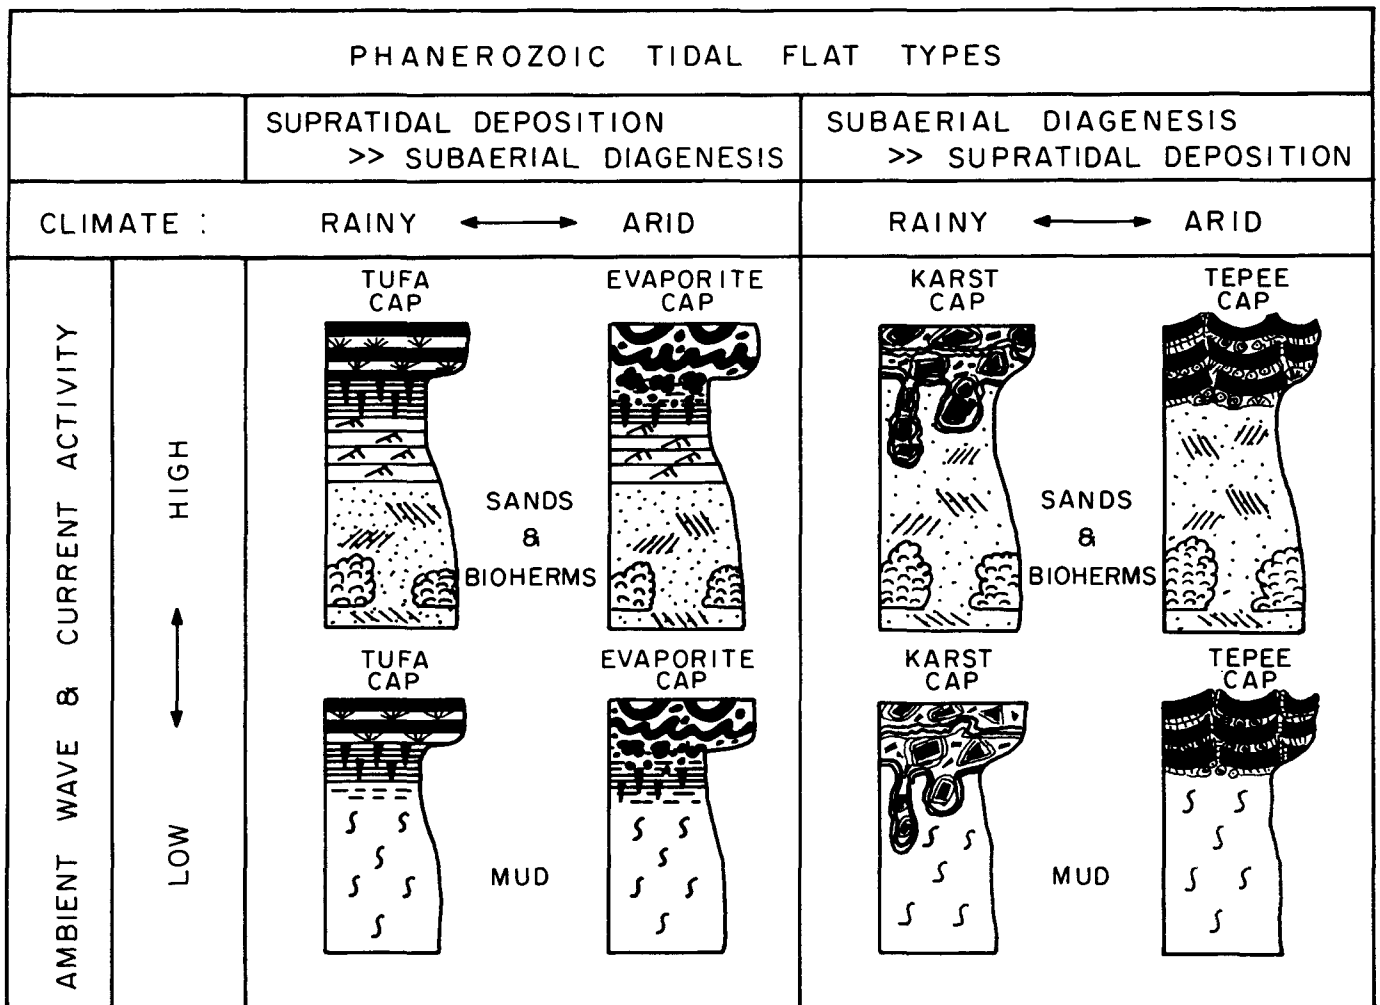 PHANEROZOIC TIDAL FLAT TYPES
SUPRATIDAL DEPOSITION
>> SUBAERIAL DIAGENESIS
SUBAERIAL DIAGENESIS
>> SUPRATIDAL DEPOSITION
CLIMATE : RAINY ARID RAINY ARID
AMBIENT WAVE & CURRENT ACTIVITY
HIGH
LOW
TUFA
CAP
EVAPORITE
CAP
KARST
CAP
TEPEE
CAP
SANDS
&
BIOHERMS
SANDS
&
BIOHERMS
TUFA
CAP
EVAPORITE
CAP
KARST
CAP
TEPEE
CAP
MUD
MUD